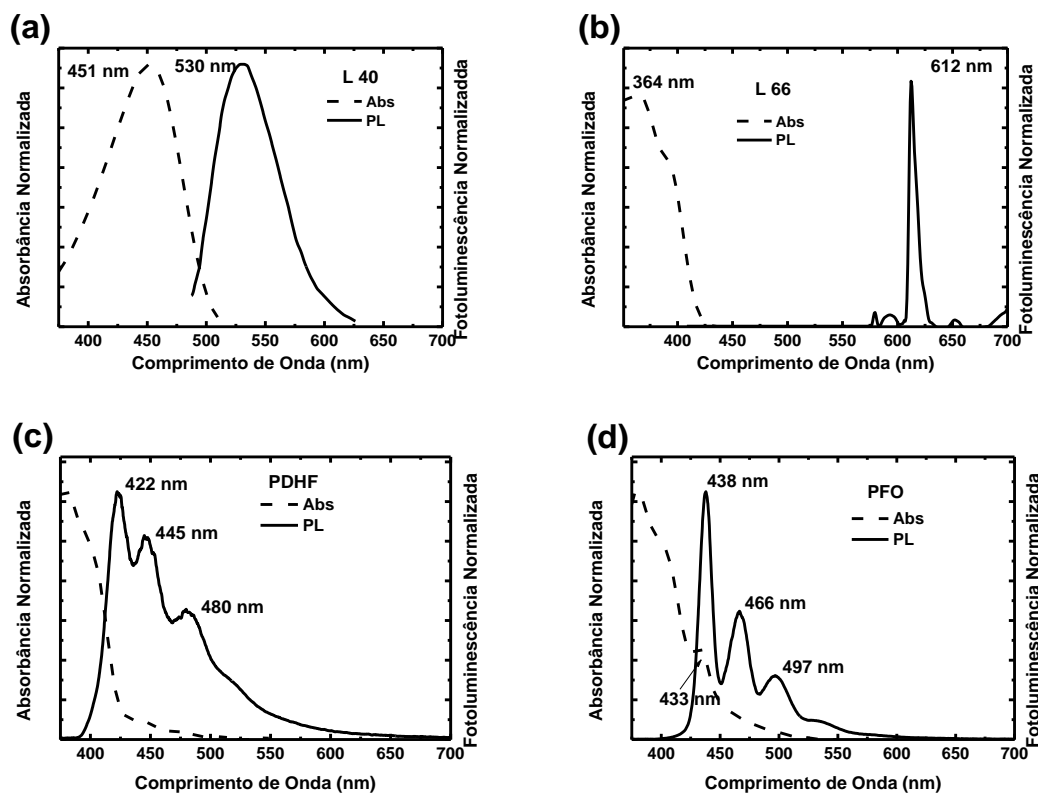 (a)
451 nm
530 nm
L 40
Abs
PL
Absorbância Normalizada
Fotoluminescência Normalizadda
400 450 500 550 600 650 700
Comprimento de Onda (nm)
(b)
364 nm
612 nm
L 66
Abs
PL
Absorbância Normalizada
Fotoluminescência Normalizada
400 450 500 550 600 650 700
Comprimento de Onda (nm)
(c)
422 nm
PDHF
Abs
PL
445 nm
480 nm
Absorbância Normalizada
Fotoluminescência Normalizada
400 450 500 550 600 650 700
Comprimento de Onda (nm)
(d)
438 nm
PFO
Abs
PL
466 nm
497 nm
433 nm
Absorbância Normalizada
Fotoluminescência Normalizada
400 450 500 550 600 650 700
Comprimento de Onda (nm)